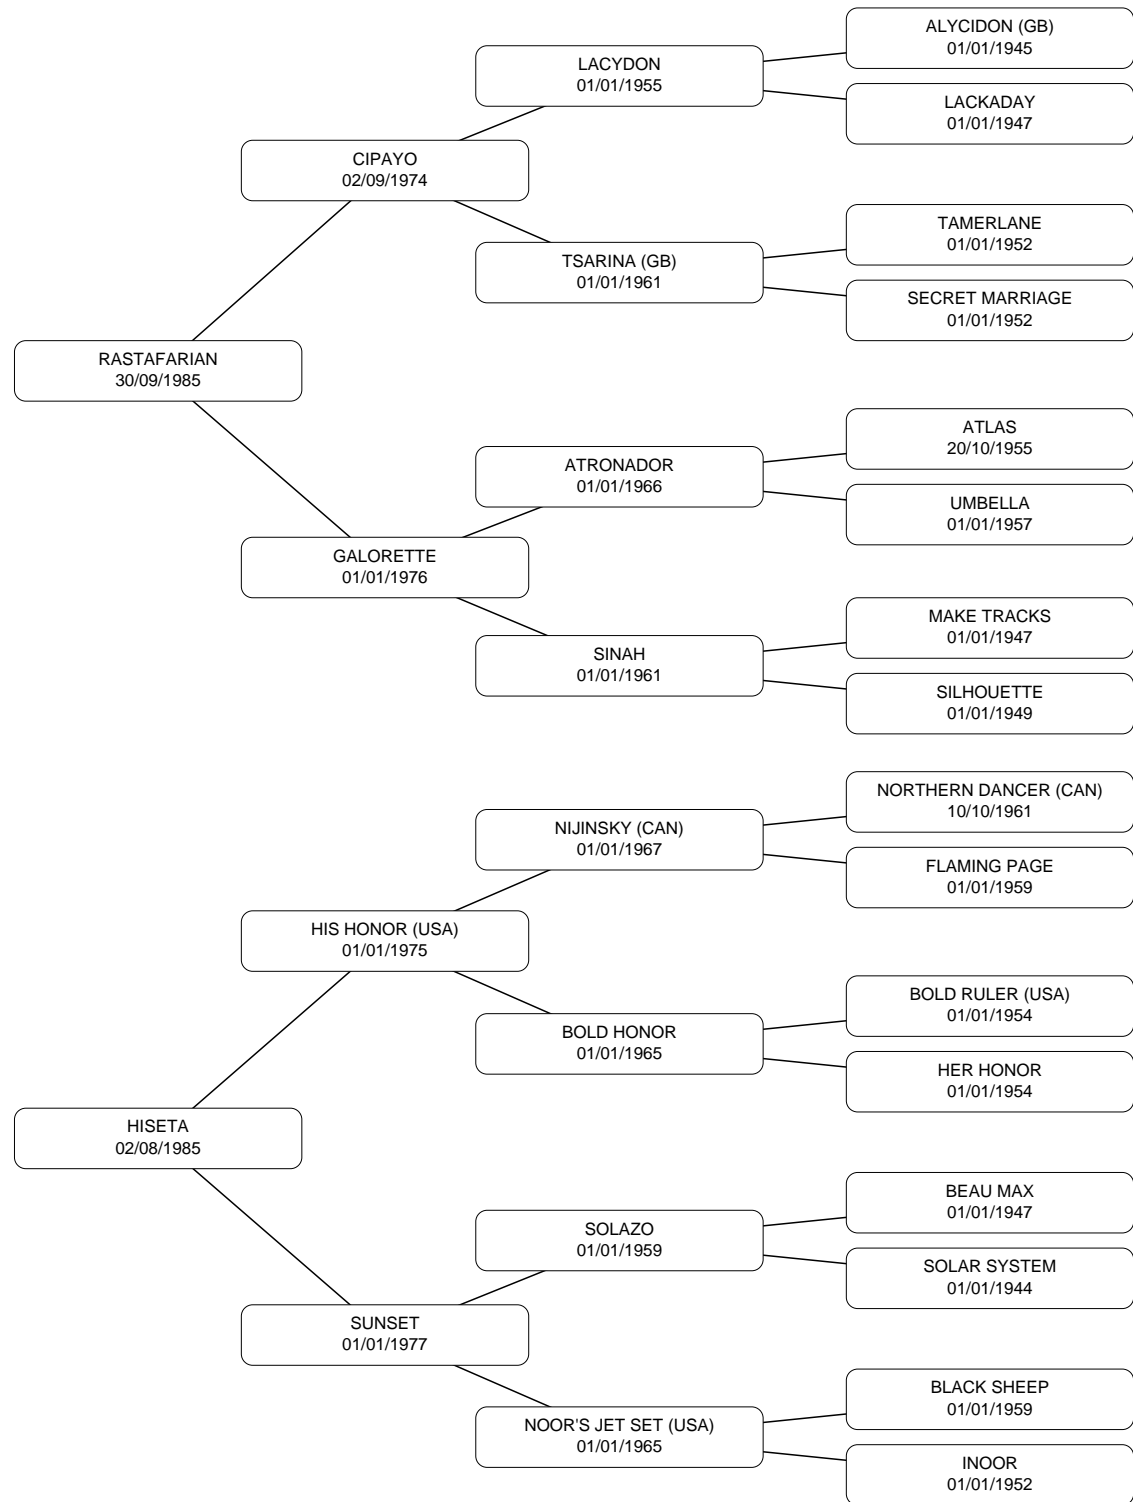 ALYCIDON (GB)
01/01/1945
LACYDON
01/01/1955
LACKADAY
01/01/1947
CIPAYO
02/09/1974
TAMERLANE
01/01/1952
TSARINA (GB)
01/01/1961
SECRET MARRIAGE
01/01/1952
RASTAFARIAN
30/09/1985
ATLAS
20/10/1955
ATRONADOR
01/01/1966
UMBELLA
01/01/1957
GALORETTE
01/01/1976
MAKE TRACKS
01/01/1947
SINAH
01/01/1961
SILHOUETTE
01/01/1949
NORTHERN DANCER (CAN)
10/10/1961
NIJINSKY (CAN)
01/01/1967
FLAMING PAGE
01/01/1959
HIS HONOR (USA)
01/01/1975
BOLD RULER (USA)
01/01/1954
BOLD HONOR
01/01/1965
HER HONOR
01/01/1954
HISETA
02/08/1985
BEAU MAX
01/01/1947
SOLAZO
01/01/1959
SOLAR SYSTEM
01/01/1944
SUNSET
01/01/1977
BLACK SHEEP
01/01/1959
NOOR'S JET SET (USA)
01/01/1965
INOOR
01/01/1952